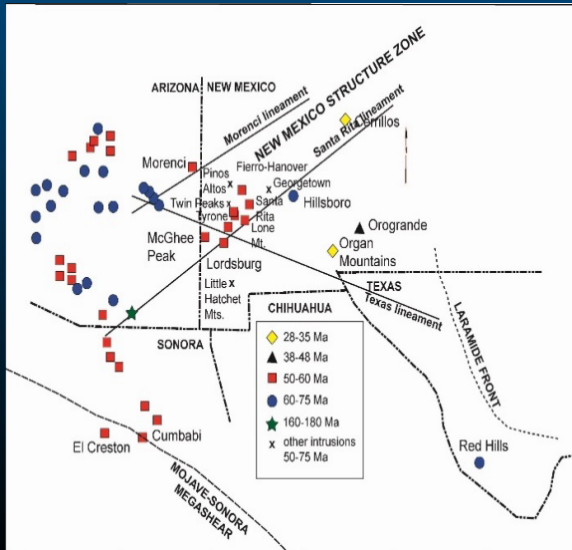 ARIZONA
NEW MEXICO
NEW MEXICO STRUCTURE ZONE
Morenci lineament
Santa Rita lineament
Cerrillos
Morenci
Fierro-Hanover
Pinos
Altos
Georgetown
Twin Peaks
Santa
Rita
Hillsboro
Tyrone
Lone
Mt.
Orogrande
McGhee
Peak
Organ
Mountains
Lordsburg
TEXAS
Texas lineament
Little
Hatchet
Mts.
CHIHUAHUA
SONORA
28-35 Ma
38-48 Ma
50-60 Ma
60-75 Ma
160-180 Ma
x other intrusions
50-75 Ma
LARAMIDE FRONT
El Creston
Cumbabi
Red Hills
MOJAVE-SONORA
MEGASHEAR